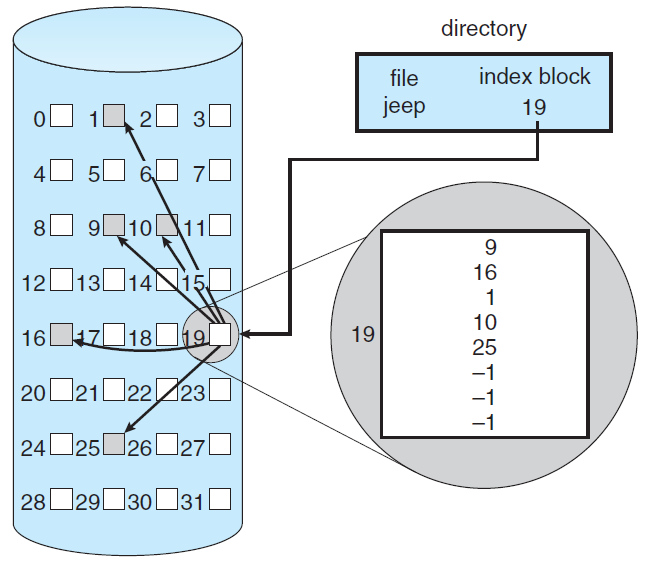 directory
file index block
jeep 19
0 1 2 3
4 5 6 7
8 9 10 11
12 13 14 15
16 17 18 19
20 21 22 23
24 25 26 27
28 29 30 31
19
9
16
1
10
25
–1
–1
–1